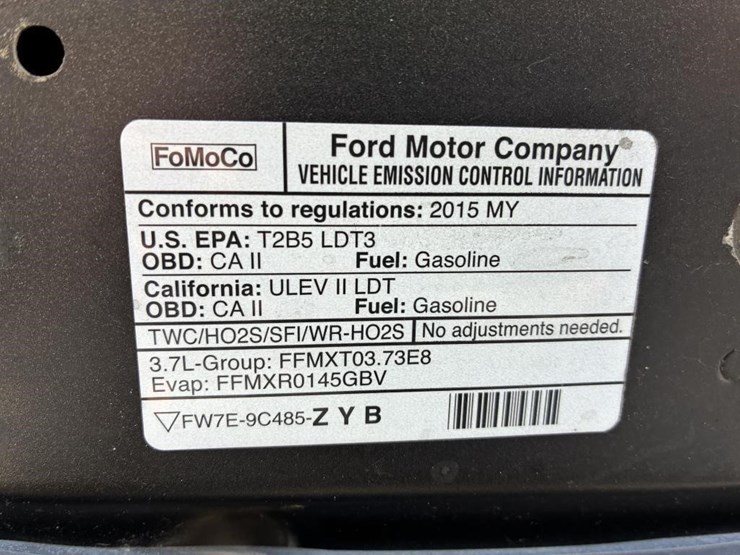 FoMoCo
Ford Motor Company
VEHICLE EMISSION CONTROL INFORMATION
Conforms to regulations: 2015 MY
U.S. EPA: T2B5 LDT3
OBD: CA II Fuel: Gasoline
California: ULEV II LDT
OBD: CA II Fuel: Gasoline
TWC/HO2S/SFI/WR-HO2S No adjustments needed.
3.7L-Group: FFMXT03.73E8
Evap: FFMXR0145GBV
▽FW7E-9C485-Z Y B